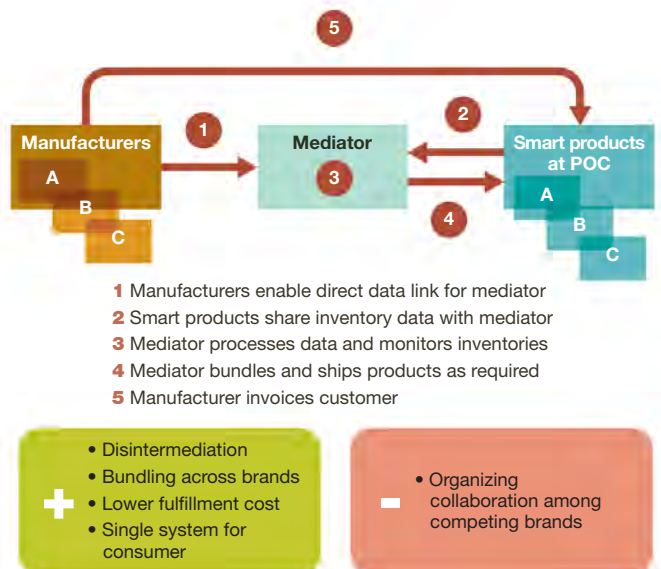 5
Manufacturers
A
B
C
1
Mediator
3
2
4
Smart products
at POC
A
B
C
1 Manufacturers enable direct data link for mediator
2 Smart products share inventory data with mediator
3 Mediator processes data and monitors inventories
4 Mediator bundles and ships products as required
5 Manufacturer invoices customer
+
• Disintermediation
• Bundling across brands
• Lower fulfillment cost
• Single system for
consumer
-
• Organizing
collaboration among
competing brands